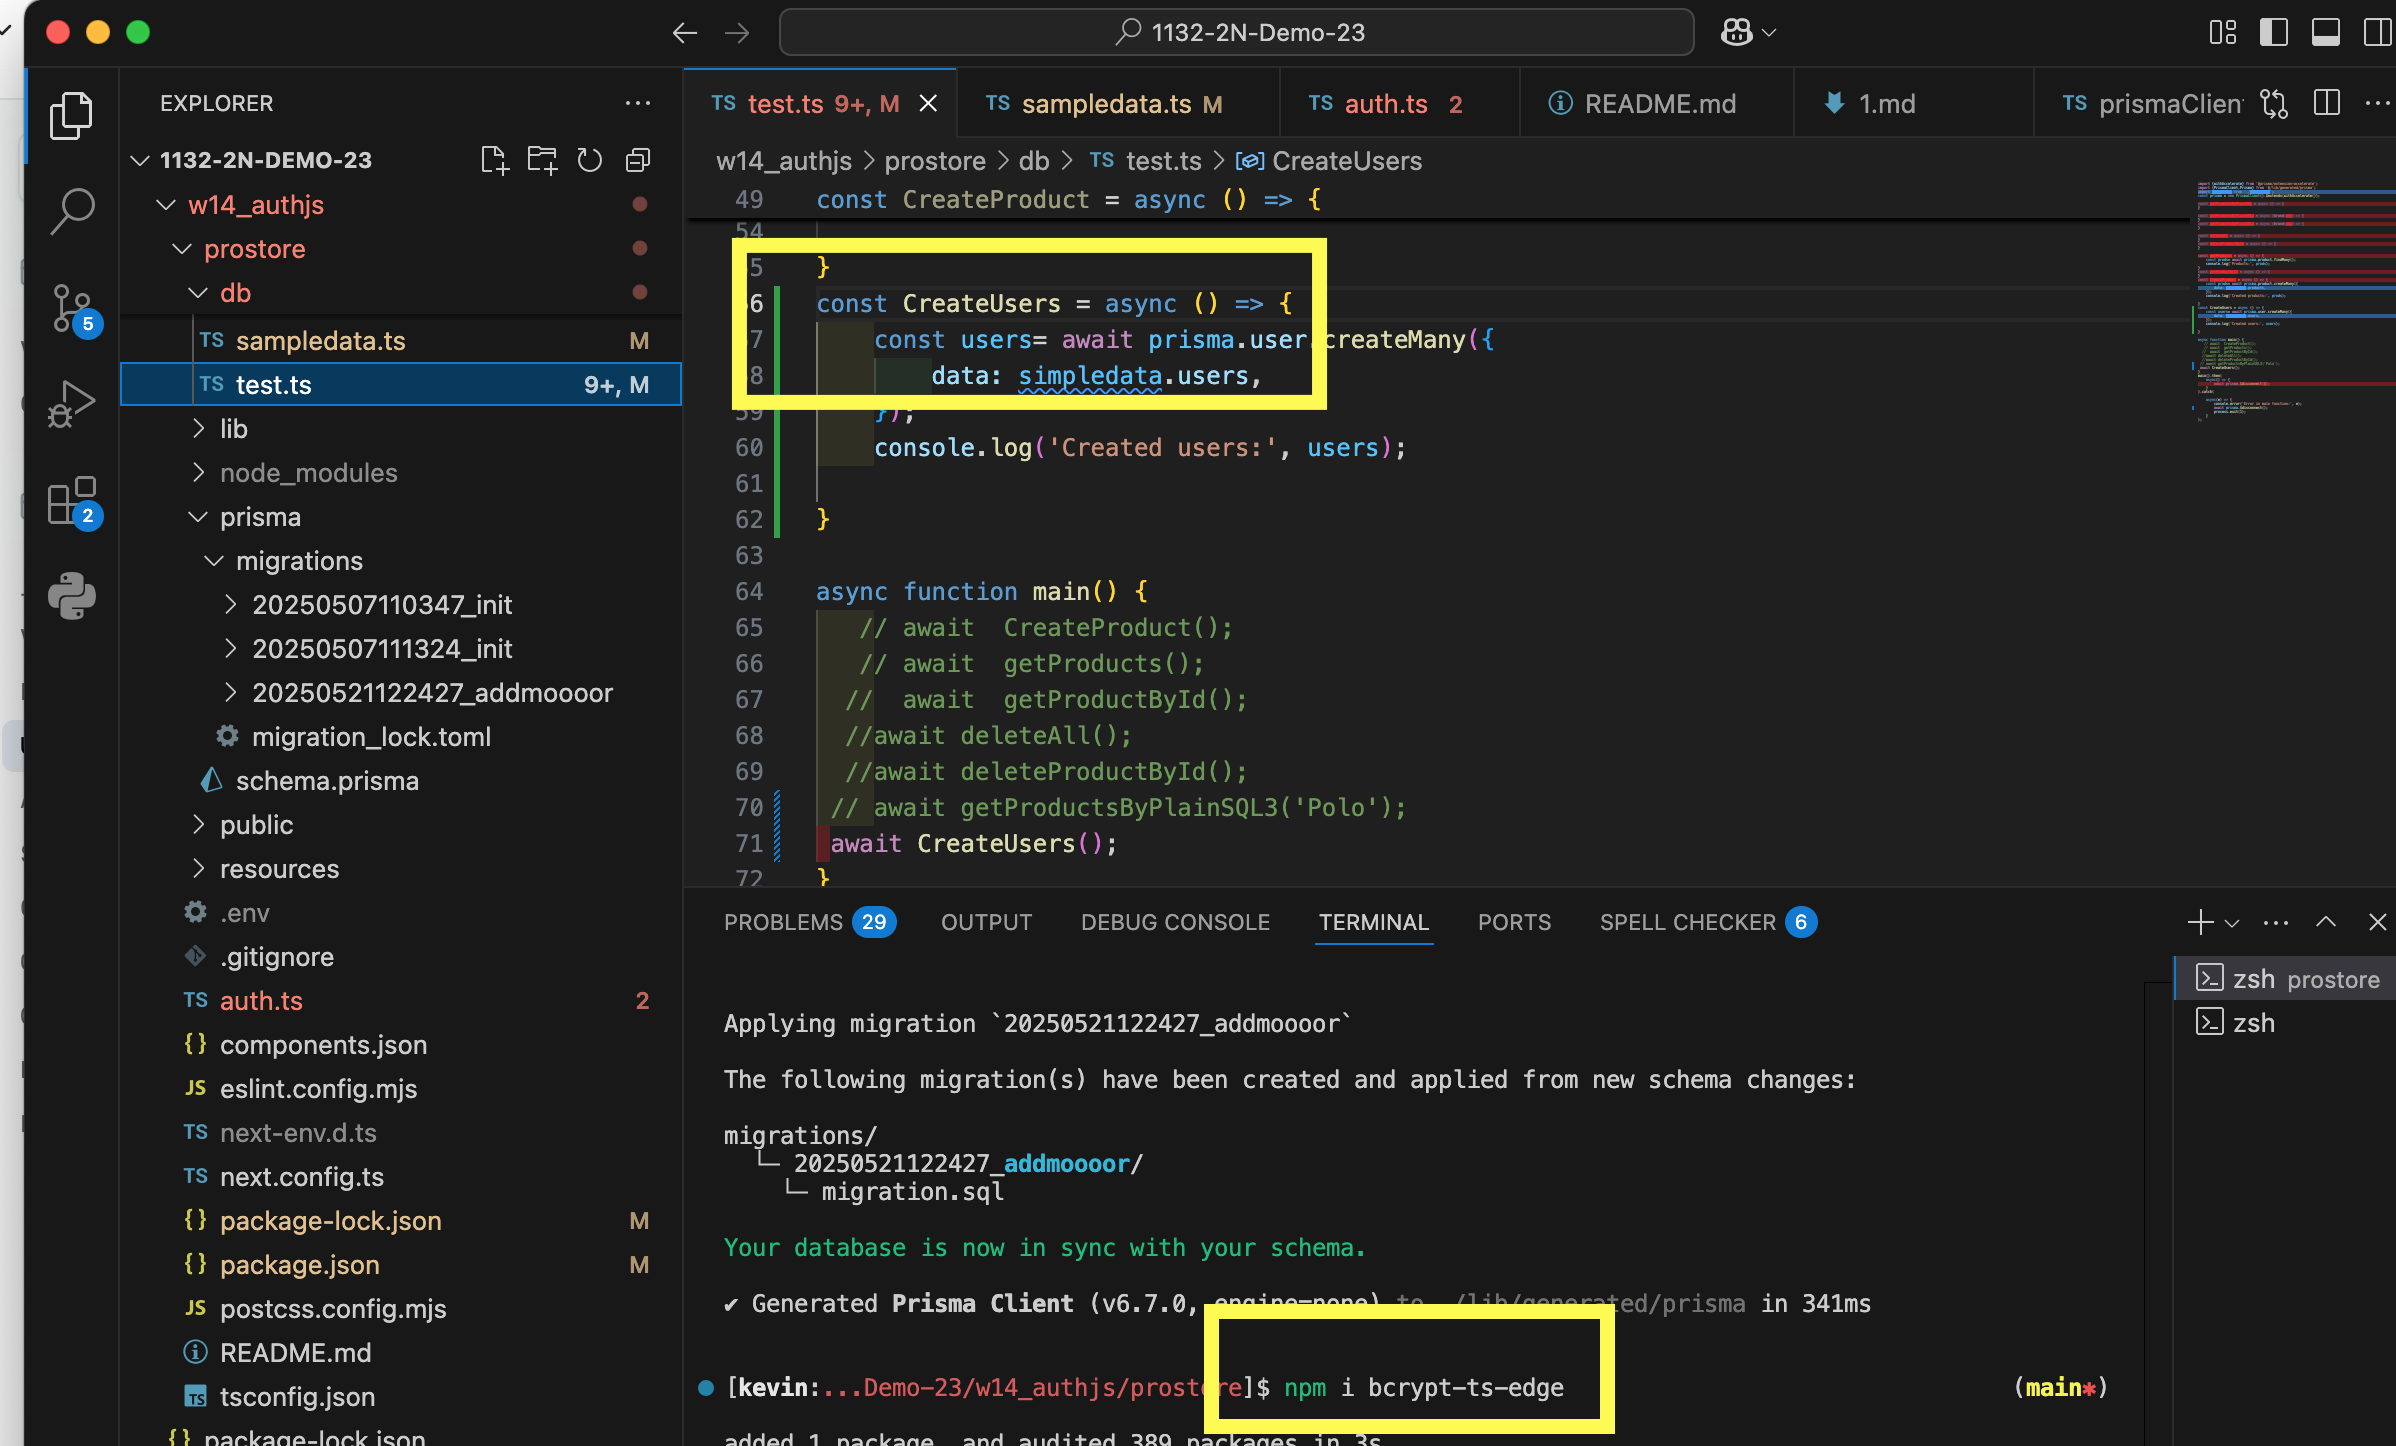 1132-2N-Demo-23
EXPLORER
1132-2N-DEMO-23
w14_authjs
prostore
db
TS sampledata.ts M
TS test.ts 9+, M
lib
node_modules
prisma
migrations
20250507110347_init
20250507111324_init
20250521122427_addmoooor
migration_lock.toml
schema.prisma
public
resources
.env
.gitignore
TS auth.ts 2
{} components.json
JS eslint.config.mjs
TS next-env.d.ts
TS next.config.ts
{} package-lock.json M
{} package.json M
JS postcss.config.mjs
README.md
TS tsconfig.json
{} package-lock.json
5
2
TS test.ts 9+, M
TS sampledata.ts M
TS auth.ts 2
README.md
1.md
TS prismaClien
w14_authjs > prostore > db > TS test.ts > CreateUsers
49 const CreateProduct = async () => {
54
5 }
6 const CreateUsers = async () => {
7 const users= await prisma.user.createMany({
8 data: simpledata.users,
59 });
60 console.log('Created users:', users);
61
62 }
63
64 async function main() {
65 // await  CreateProduct();
66 // await  getProducts();
67 //  await  getProductById();
68 //await deleteAll();
69 //await deleteProductById();
70 // await getProductsByPlainSQL3('Polo');
71 await CreateUsers();
72 }
PROBLEMS 29 OUTPUT DEBUG CONSOLE TERMINAL PORTS SPELL CHECKER 6
Applying migration `20250521122427_addmoooor`
The following migration(s) have been created and applied from new schema changes:
migrations/
└─ 20250521122427_addmoooor/
└─ migration.sql
Your database is now in sync with your schema.
✔ Generated Prisma Client (v6.7.0, engine=none) to ./lib/generated/prisma in 341ms
[kevin:...Demo-23/w14_authjs/prostore]$ npm i bcrypt-ts-edge (main✱)
added 1 package, and audited 389 packages in 3s
zsh prostore
zsh